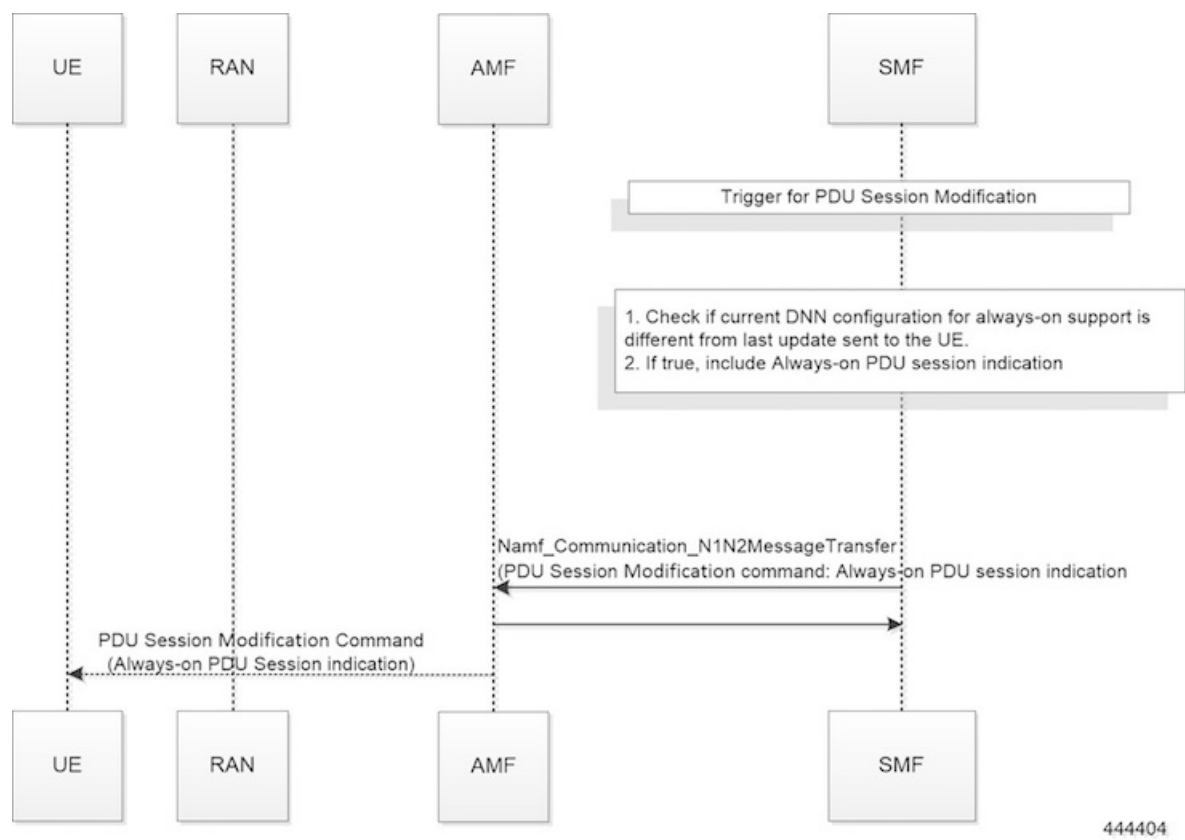 UE
RAN
AMF
SMF
Trigger for PDU Session Modification
1. Check if current DNN configuration for always-on support is
different from last update sent to the UE.
2. If true, include Always-on PDU session indication
Namf_Communication_N1N2MessageTransfer
(PDU Session Modification command: Always-on PDU session indication
PDU Session Modification Command
(Always-on PDU Session indication)
UE
RAN
AMF
SMF
444404